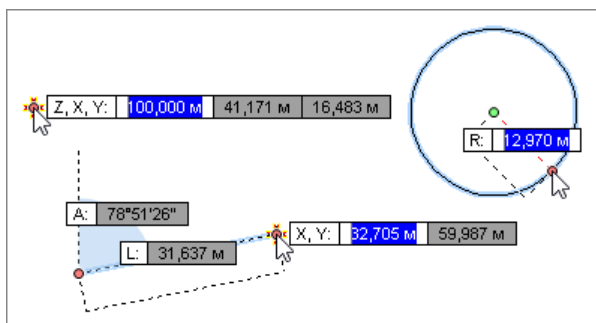 Z, X, Y: 100,000 м 41,171 м 16,483 м
R: 12,970 м
A: 78°51'26"
L: 31,637 м
X, Y: 32,705 м 59,987 м